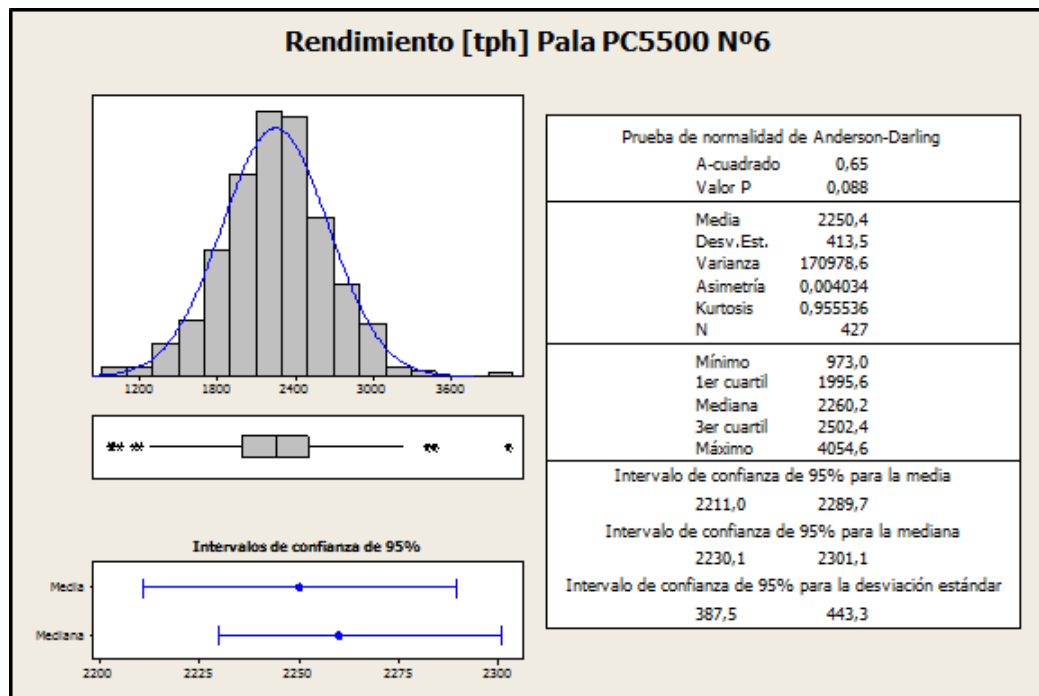 Rendimiento [tph] Pala PC5500 Nº6
1200 1800 2400 3000 3600
Intervalos de confianza de 95%
Media
Mediana
2200 2225 2250 2275 2300
Prueba de normalidad de Anderson-Darling
A-cuadrado 0,65
Valor P 0,088
Media 2250,4
Desv.Est. 413,5
Varianza 170978,6
Asimetría 0,004034
Kurtosis 0,955536
N 427
Mínimo 973,0
1er cuartil 1995,6
Mediana 2260,2
3er cuartil 2502,4
Máximo 4054,6
Intervalo de confianza de 95% para la media
2211,0 2289,7
Intervalo de confianza de 95% para la mediana
2230,1 2301,1
Intervalo de confianza de 95% para la desviación estándar
387,5 443,3